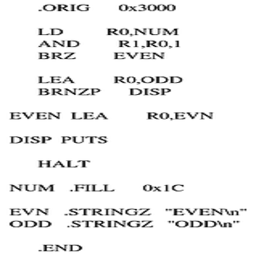 .ORIG 0x3000
LD R0,NUM
AND R1,R0,1
BRZ EVEN
LEA R0,ODD
BRNZP DISP
EVEN LEA R0,EVN
DISP PUTS
HALT
NUM .FILL 0x1C
EVN .STRINGZ "EVEN\n"
ODD .STRINGZ "ODD\n"
.END